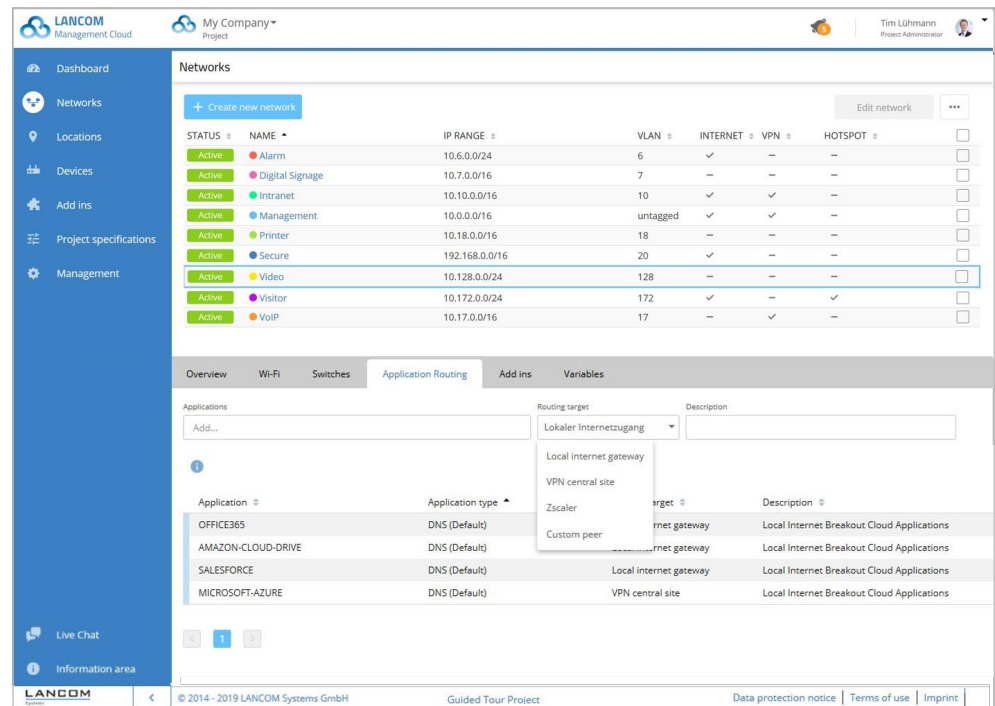 LANCOM
Management Cloud
My Company
Project
Tim Lühmann
Project Administrator
Dashboard
Networks
Locations
Devices
Add ins
Project specifications
Management
Live Chat
Information area
LANCOM
Systems
Networks
+ Create new network
Edit network
...
STATUS NAME IP RANGE VLAN INTERNET VPN HOTSPOT
Active Alarm 10.6.0.0/24 6 ✓ – –
Active Digital Signage 10.7.0.0/16 7 – – –
Active Intranet 10.10.0.0/16 10 ✓ ✓ –
Active Management 10.0.0.0/16 untagged ✓ ✓ –
Active Printer 10.18.0.0/16 18 – – –
Active Secure 192.168.0.0/16 20 ✓ – –
Active Video 10.128.0.0/24 128 – – –
Active Visitor 10.172.0.0/24 172 ✓ – ✓
Active VoIP 10.17.0.0/16 17 – ✓ –
Overview Wi-Fi Switches Application Routing Add ins Variables
Applications Routing target Description
Add... Lokaler Internetzugang
Local internet gateway
VPN central site
Zscaler
Custom peer
Application Application type arget Description
OFFICE365 DNS (Default) rnet gateway Local Internet Breakout Cloud Applications
AMAZON-CLOUD-DRIVE DNS (Default) Local internet gateway Local Internet Breakout Cloud Applications
SALESFORCE DNS (Default) Local internet gateway Local Internet Breakout Cloud Applications
MICROSOFT-AZURE DNS (Default) VPN central site Local Internet Breakout Cloud Applications
< 1 >
< © 2014 - 2019 LANCOM Systems GmbH Guided Tour Project Data protection notice | Terms of use | Imprint